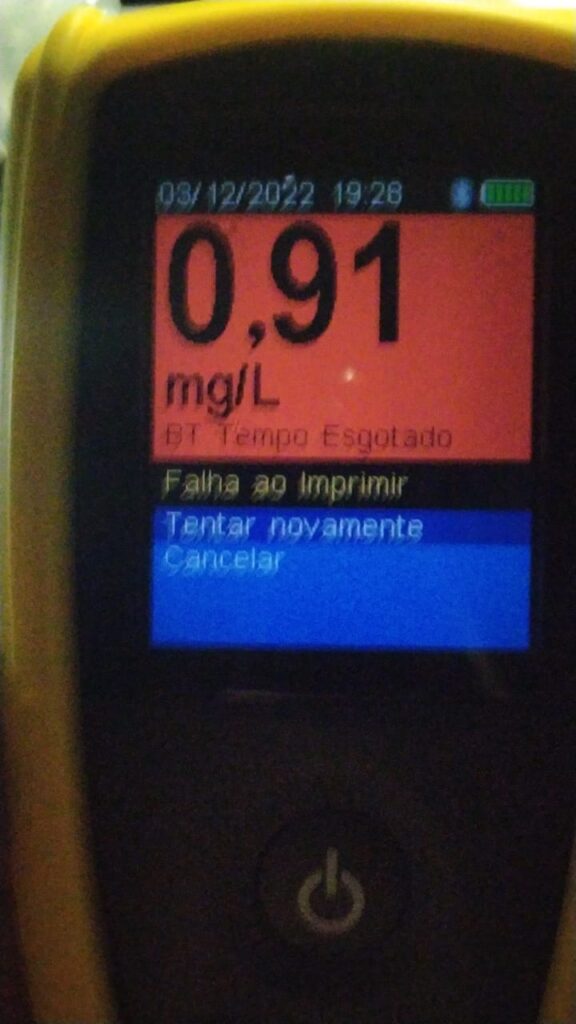 03/12/2022 19:28
0,91
mg/L
BT Tempo Esgotado
Falha ao Imprimir
Tentar novamente
Cancelar